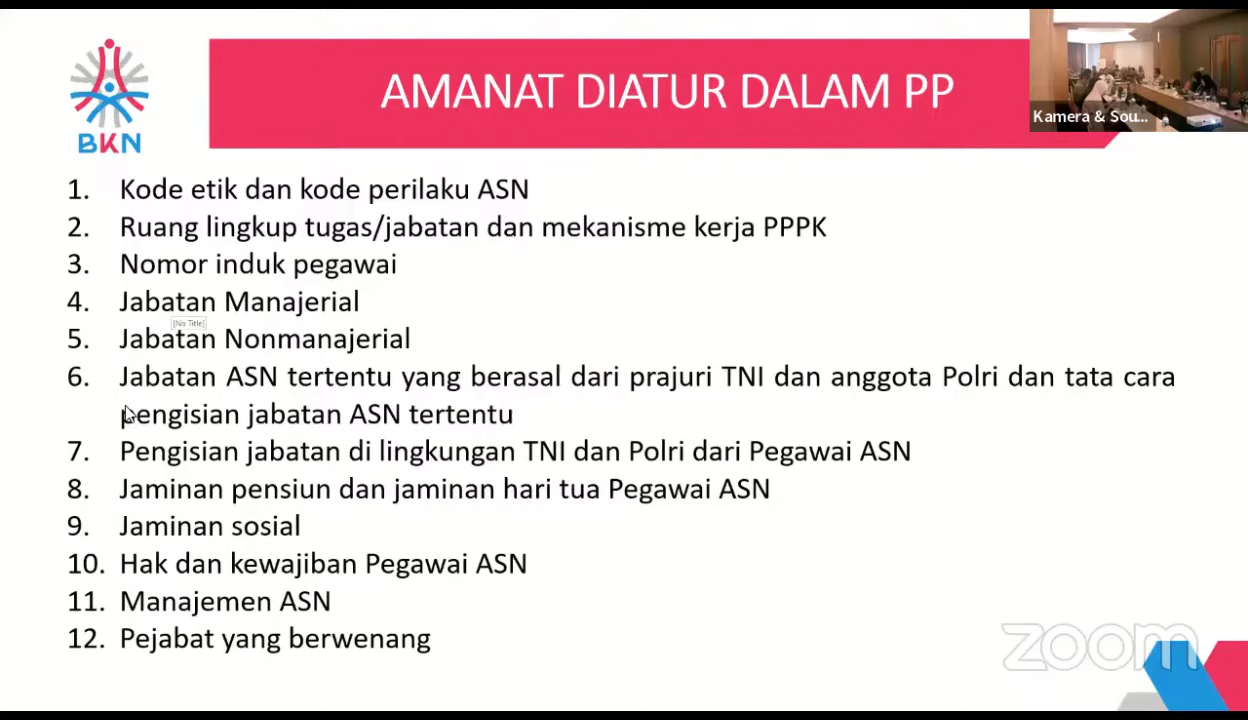 AMANAT DIATUR DALAM PP
Kamera & Sou...
BKN
1. Kode etik dan kode perilaku ASN
2. Ruang lingkup tugas/jabatan dan mekanisme kerja PPPK
3. Nomor induk pegawai
4. Jabatan Manajerial
[No Title]
5. Jabatan Nonmanajerial
6. Jabatan ASN tertentu yang berasal dari prajuri TNI dan anggota Polri dan tata cara
pengisian jabatan ASN tertentu
7. Pengisian jabatan di lingkungan TNI dan Polri dari Pegawai ASN
8. Jaminan pensiun dan jaminan hari tua Pegawai ASN
9. Jaminan sosial
10. Hak dan kewajiban Pegawai ASN
11. Manajemen ASN
12. Pejabat yang berwenang
zoom